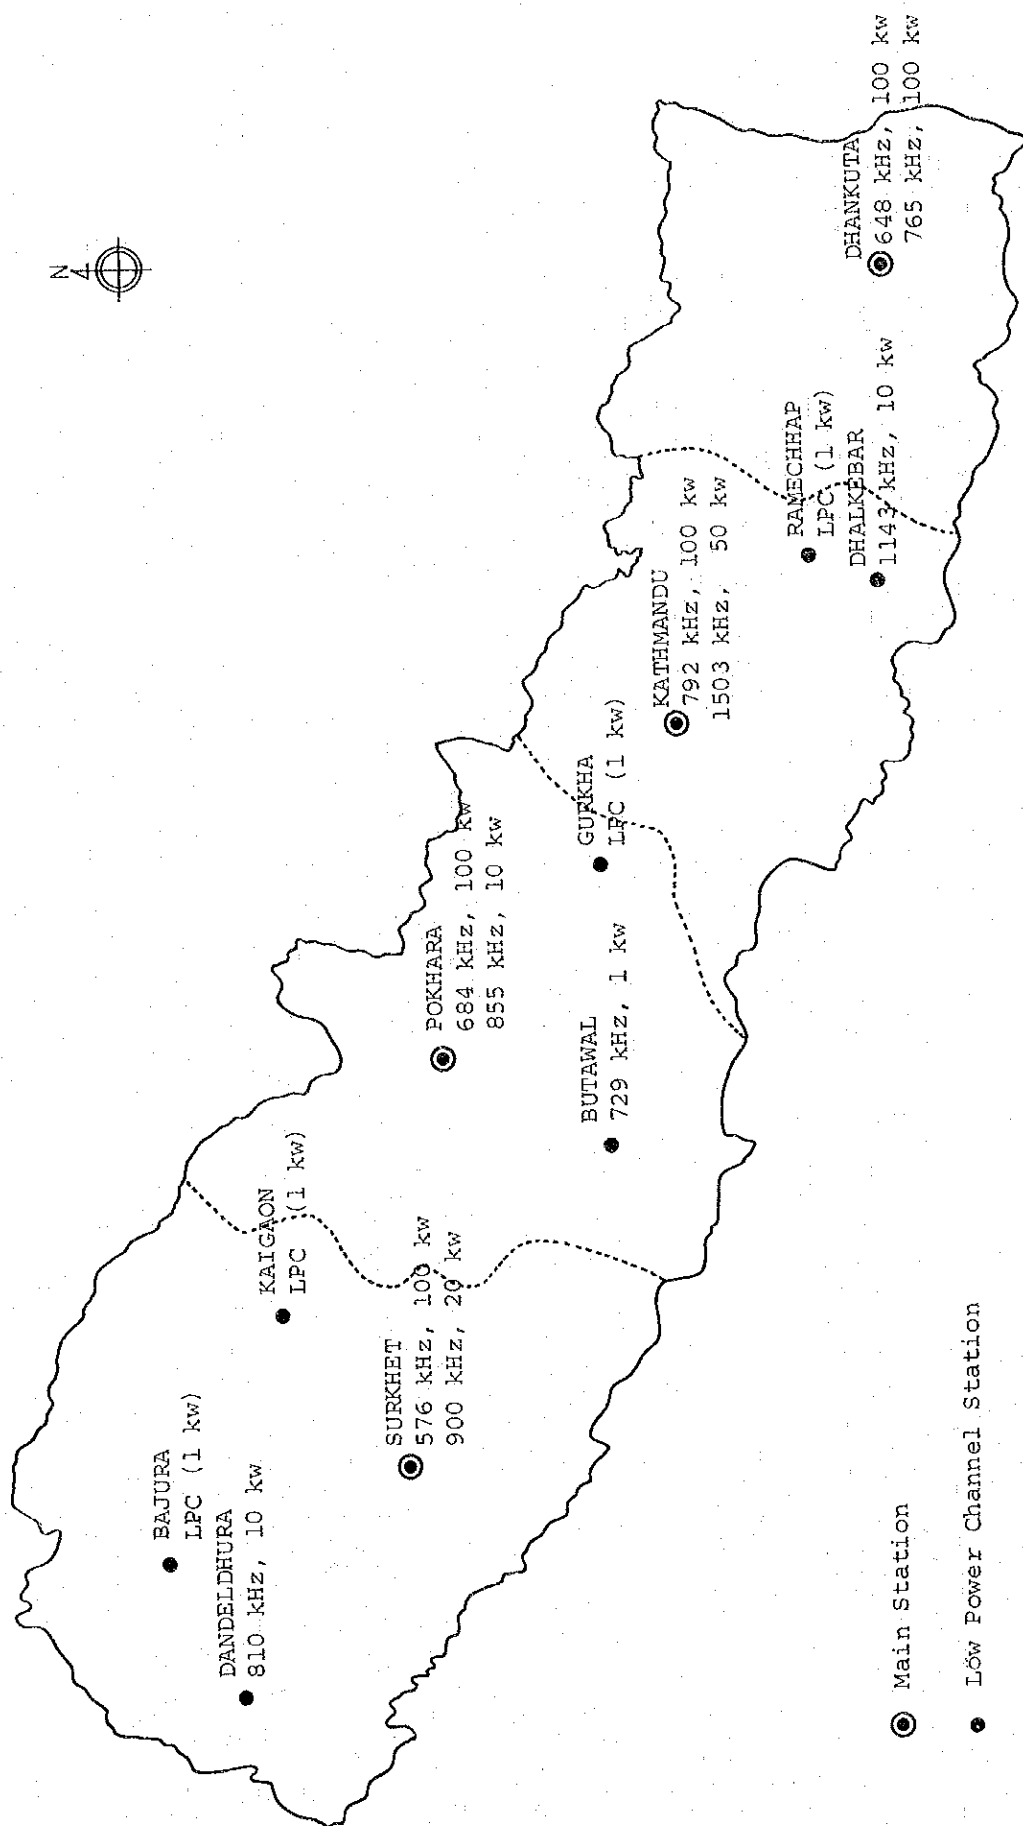 N
BAJURA
LPC (1 kw)
DANDELDHURA
810 kHz, 10 kw
KAIGAON
LPC (1 kw)
SURKHET
576 kHz, 100 kw
900 kHz, 20 kw
POKHARA
684 kHz, 100 kw
855 kHz, 10 kw
BUTAWAL
729 kHz, 1 kw
GURKHA
LPC (1 kw)
KATHMANDU
792 kHz, 100 kw
1503 kHz, 50 kw
RAMECHHAP
LPC (1 kw)
DHALKEBAR
1143 kHz, 10 kw
DHANKUTA
648 kHz, 100 kw
765 kHz, 100 kw
Main Station
Low Power Channel Station